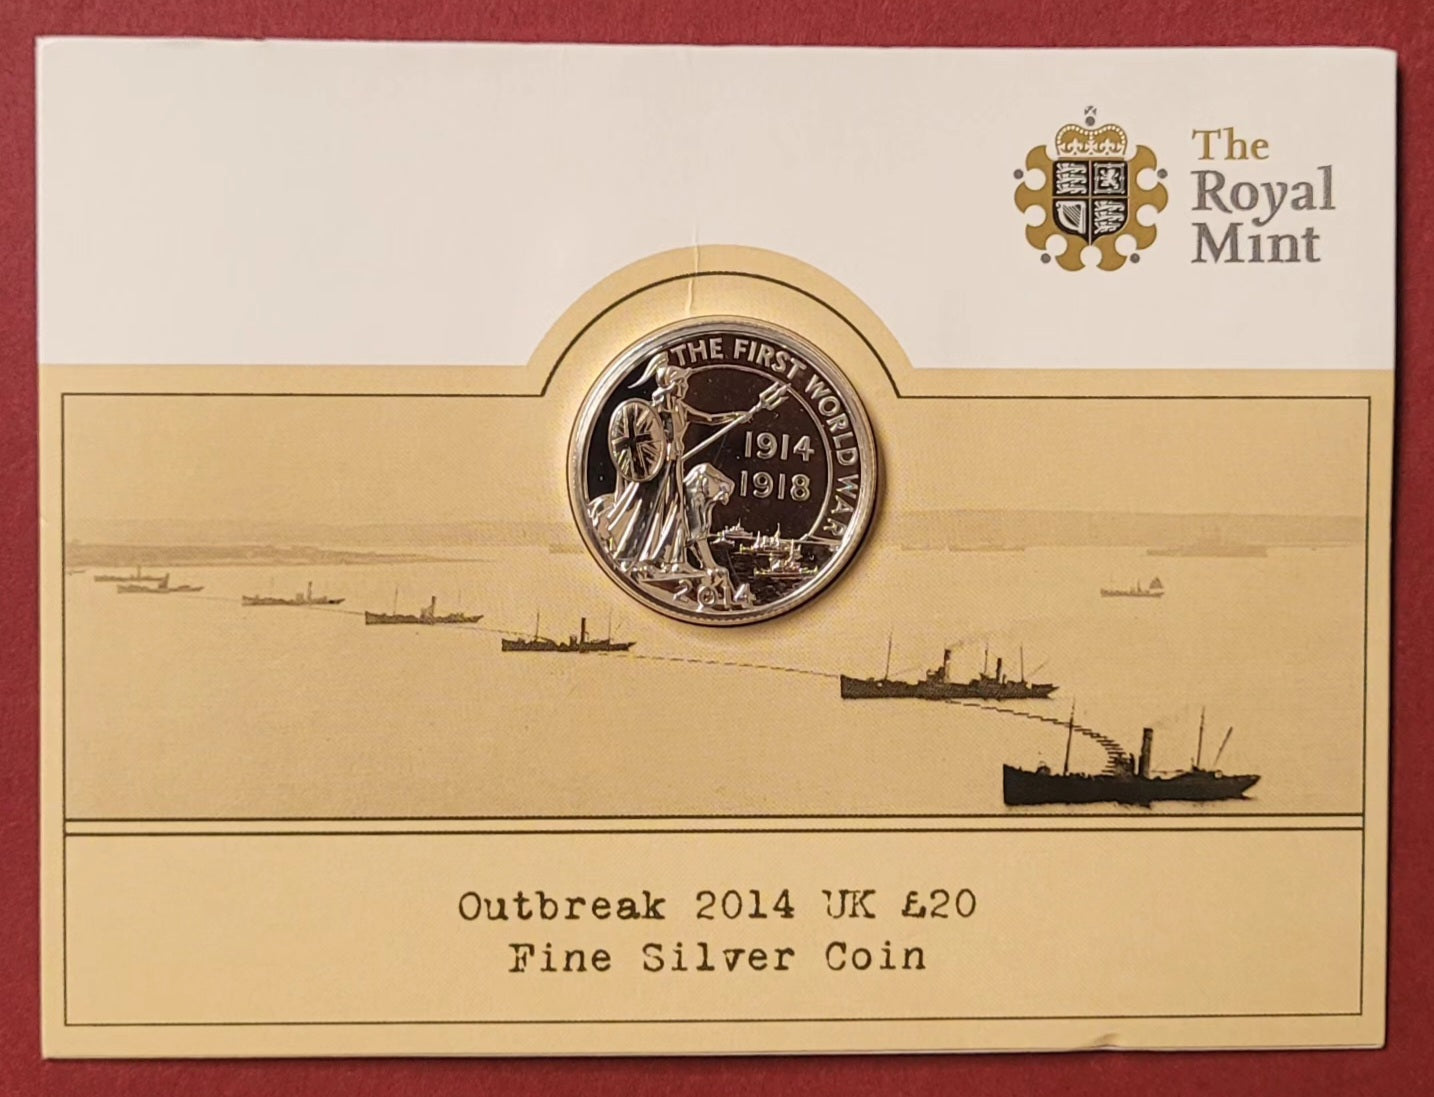 The
Royal
Mint
THE FIRST WORLD WAR
1914
1918
2014
Outbreak 2014 UK £20
Fine Silver Coin